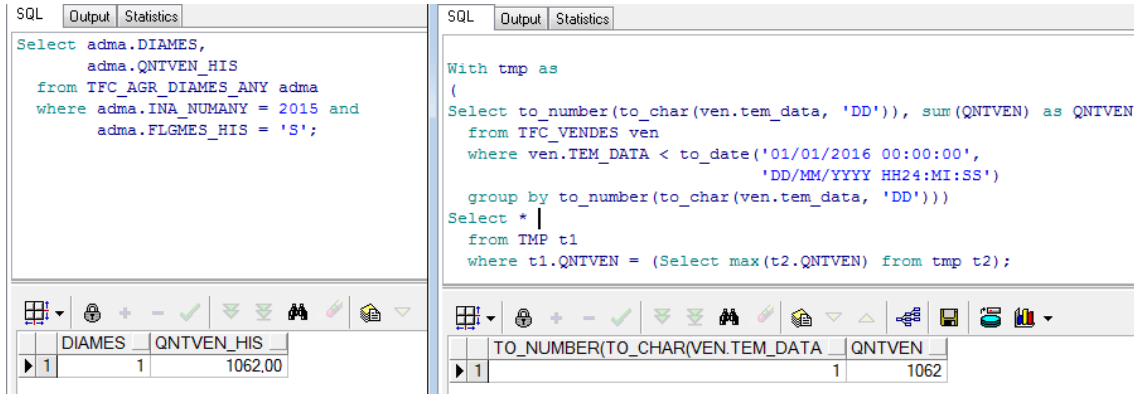 SQL Output Statistics
Select adma.DIAMES,
adma.QNTVEN_HIS
from TFC_AGR_DIAMES_ANY adma
where adma.INA_NUMANY = 2015 and
adma.FLGMES_HIS = 'S';
DIAMES QNTVEN_HIS
1 1 1062,00
SQL Output Statistics
With tmp as
(
Select to_number(to_char(ven.tem_data, 'DD')), sum(QNTVEN) as QNTVEN
from TFC_VENDES ven
where ven.TEM_DATA < to_date('01/01/2016 00:00:00',
'DD/MM/YYYY HH24:MI:SS')
group by to_number(to_char(ven.tem_data, 'DD')))
Select *
from TMP t1
where t1.QNTVEN = (Select max(t2.QNTVEN) from tmp t2);
TO_NUMBER(TO_CHAR(VEN.TEM_DATA QNTVEN
1 1 1062